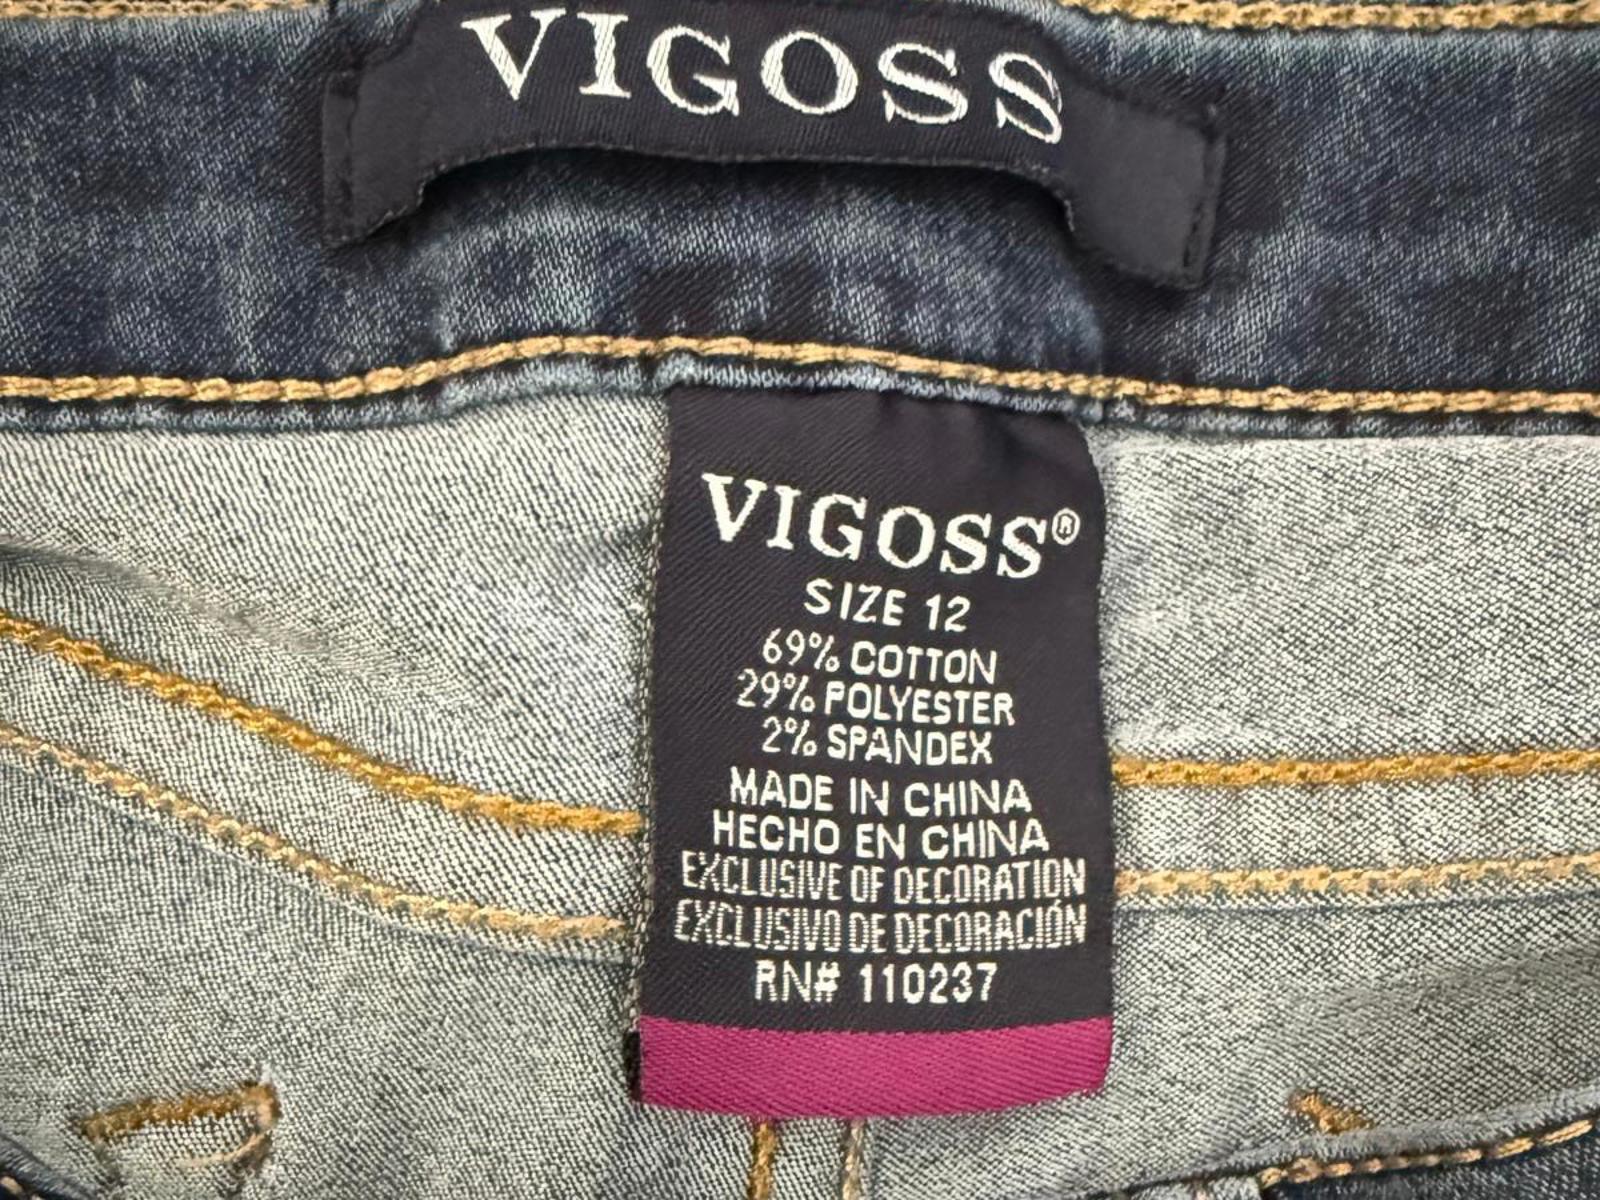 VIGOSS
VIGOSS®
SIZE 12
69% COTTON
29% POLYESTER
2% SPANDEX
MADE IN CHINA
HECHO EN CHINA
EXCLUSIVE OF DECORATION
EXCLUSIVO DE DECORACIÓN
RN# 110237